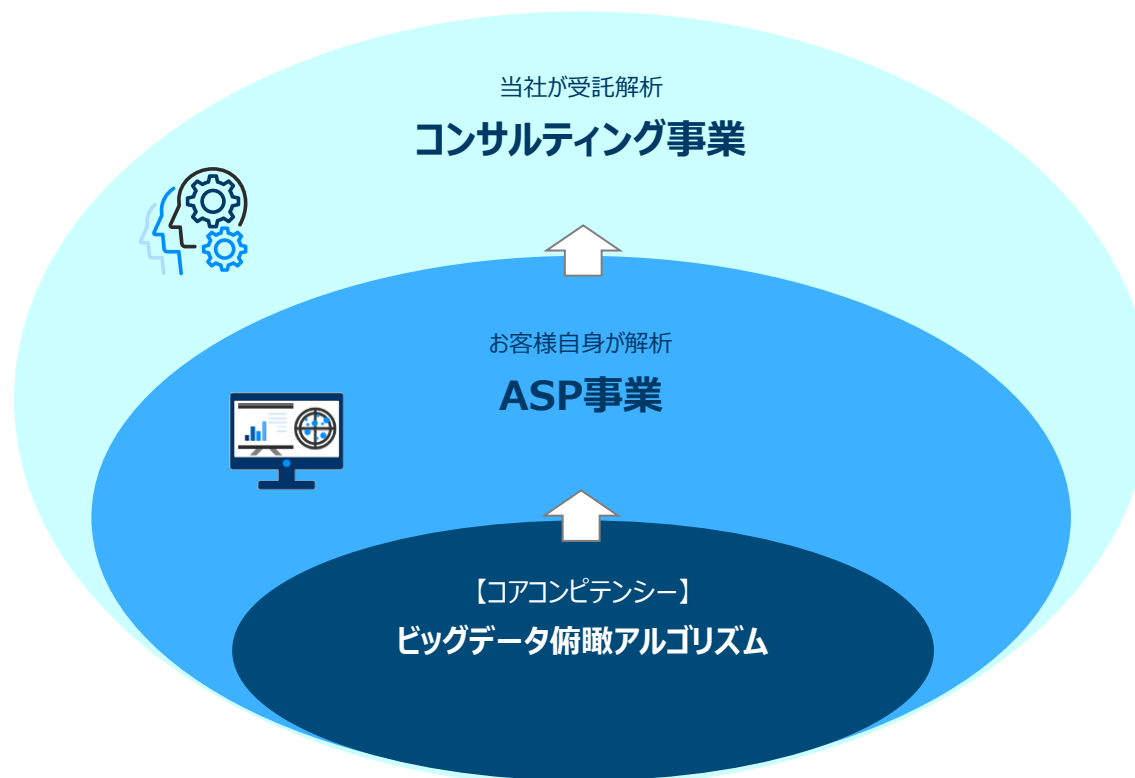 当社が受託解析
コンサルティング事業
お客様自身が解析
ASP事業
【コアコンピテンシー】
ビッグデータ俯瞰アルゴリズム